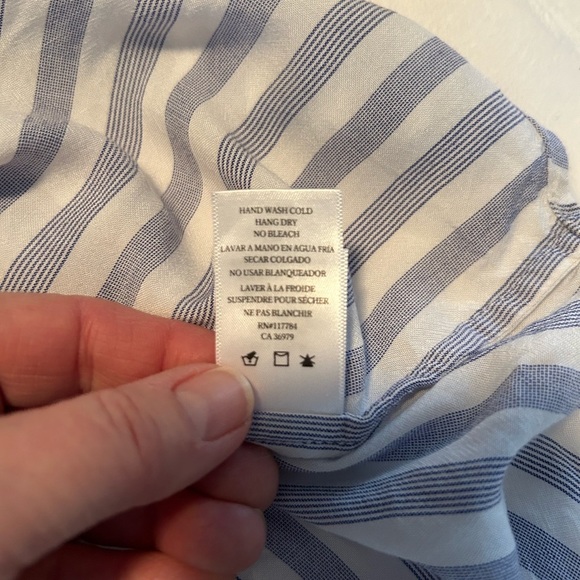 HAND WASH COLD
HANG DRY
NO BLEACH
LAVAR A MANO EN AGUA FRÍA
SECAR COLGADO
NO USAR BLANQUEADOR
LAVER À LA FROIDE
SUSPENDRE POUR SÉCHER
NE PAS BLANCHIR
RN#117784
CA 36979